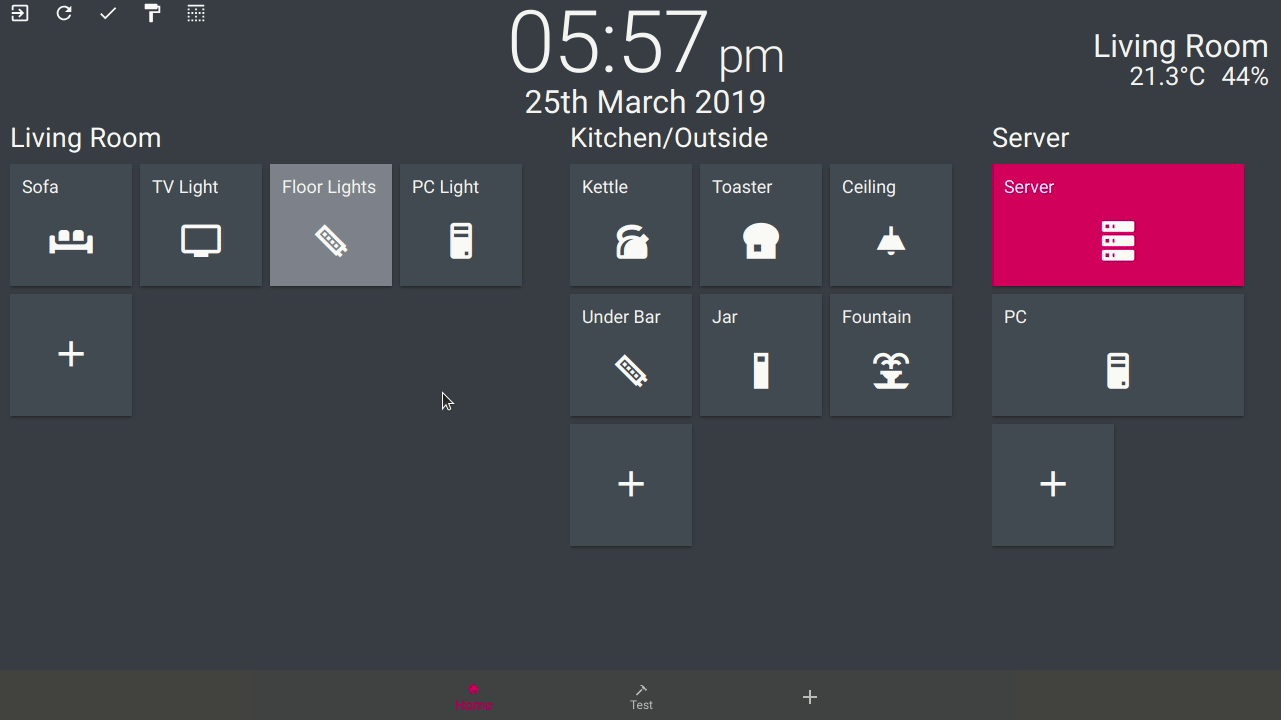 05:57 pm
25th March 2019
Living Room
21.3°C 44%
Living Room
Sofa
TV Light
Floor Lights
PC Light
Kitchen/Outside
Kettle
Toaster
Ceiling
Under Bar
Jar
Fountain
Server
Server
PC
Home
Test